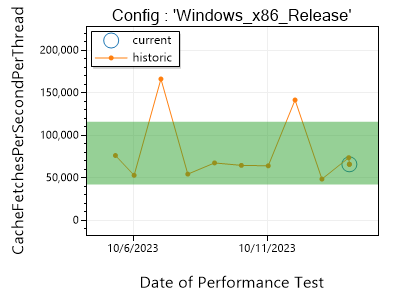 Config : 'Windows_x86_Release'
current
historic
CacheFetchesPerSecondPerThread
200,000
150,000
100,000
50,000
0
10/6/2023
10/11/2023
Date of Performance Test